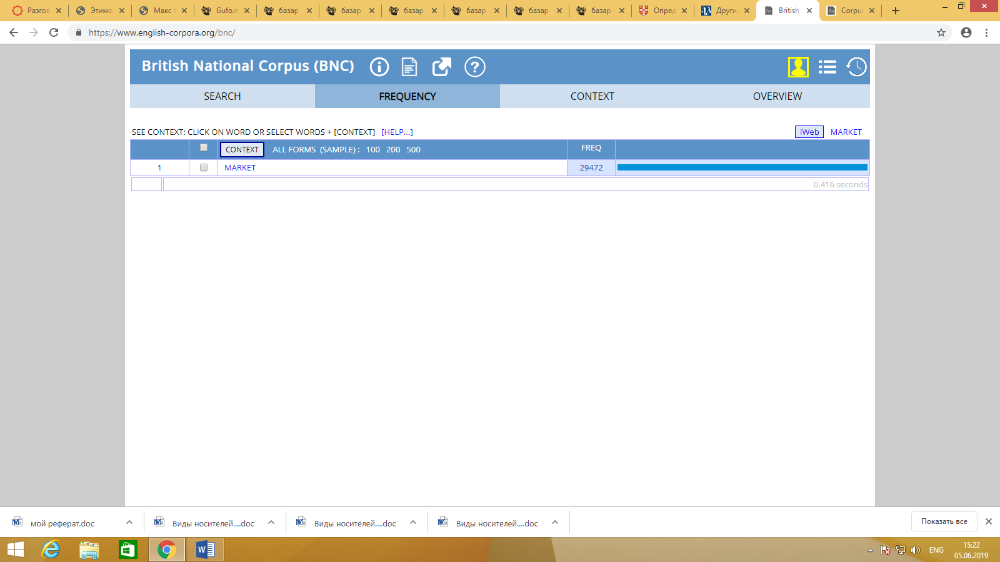 Разгов Этимо Макс Ф Gufo.m базар базар базар базар базар базар Опред Другие British Corpus
https://www.english-corpora.org/bnc/
British National Corpus (BNC)
SEARCH FREQUENCY CONTEXT OVERVIEW
SEE CONTEXT: CLICK ON WORD OR SELECT WORDS + [CONTEXT] [HELP...] iWeb MARKET
CONTEXT ALL FORMS (SAMPLE) : 100 200 500 FREQ
1 MARKET 29472
0.416 seconds
мой реферат.doc Виды носителей....doc Виды носителей....doc Виды носителей....doc Показать все
ENG 15:22
05.06.2019